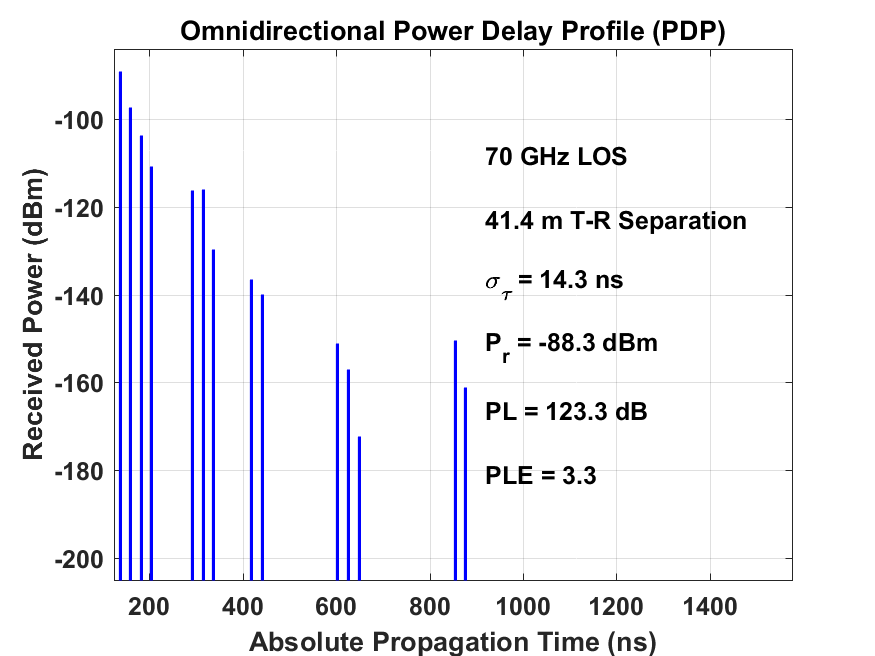 Omnidirectional Power Delay Profile (PDP)
Received Power (dBm)
-100
-120
-140
-160
-180
-200
70 GHz LOS
41.4 m T-R Separation
σ_τ = 14.3 ns
P_r = -88.3 dBm
PL = 123.3 dB
PLE = 3.3
200 400 600 800 1000 1200 1400
Absolute Propagation Time (ns)